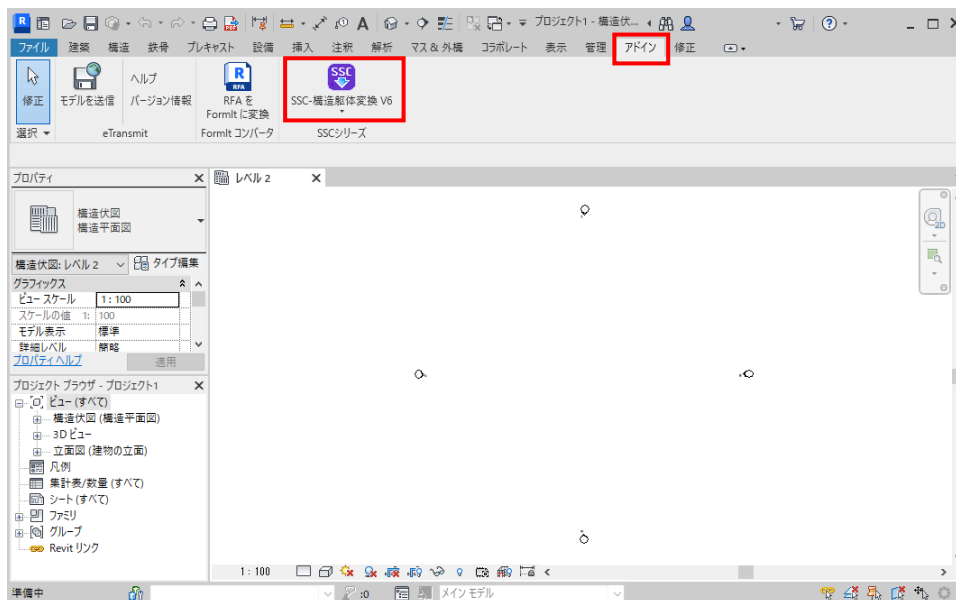 R
PDF
A
プロジェクト1 - 構造伏...
?
ファイル 建築 構造 鉄骨 プレキャスト 設備 挿入 注釈 解析 マス & 外構 コラボレート 表示 管理 アドイン 修正
R
RFA
SSC
修正
モデルを送信
ヘルプ
バージョン情報
RFA を
FormIt に変換
SSC-構造躯体変換 V6
選択
eTransmit
FormIt コンバータ
SSCシリーズ
プロパティ
レベル 2
構造伏図
構造平面図
構造伏図: レベル 2
タイプ編集
グラフィックス
ビュー スケール 1 : 100
スケールの値 1: 100
モデル表示 標準
詳細レベル 簡略
プロパティヘルプ
適用
2D
プロジェクト ブラウザ - プロジェクト1
ビュー (すべて)
構造伏図 (構造平面図)
3D ビュー
立面図 (建物の立面)
凡例
集計表/数量 (すべて)
シート (すべて)
ファミリ
グループ
Revit リンク
1 : 100
準備中
:0
メイン モデル